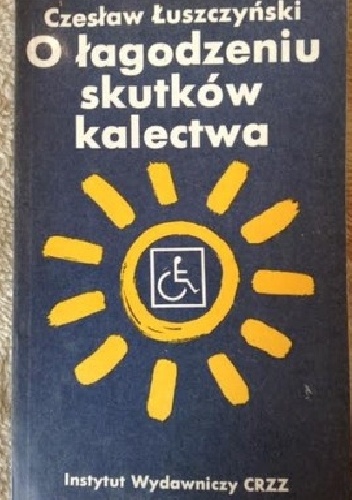 Czesław Łuszczyński
O łagodzeniu
skutków
kalectwa
Instytut Wydawniczy CRZZ